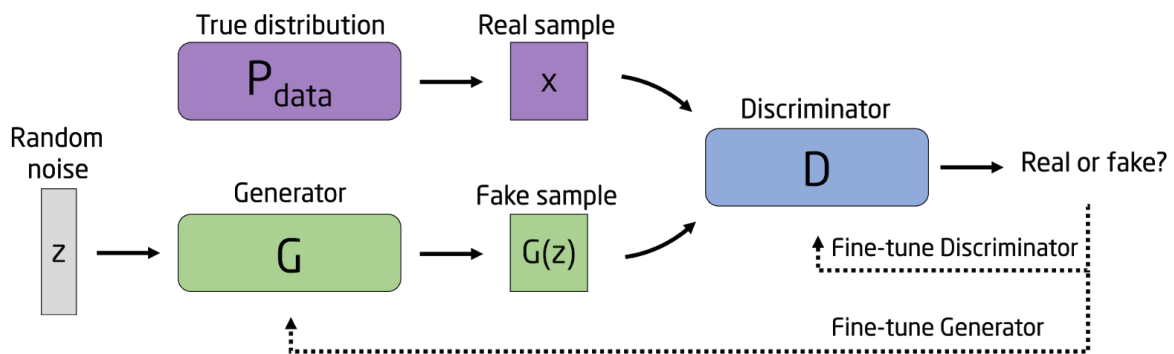 True distribution
Real sample
P_data
x
Discriminator
D
Real or fake?
Random
noise
z
Generator
G
Fake sample
G(z)
Fine-tune Discriminator
Fine-tune Generator